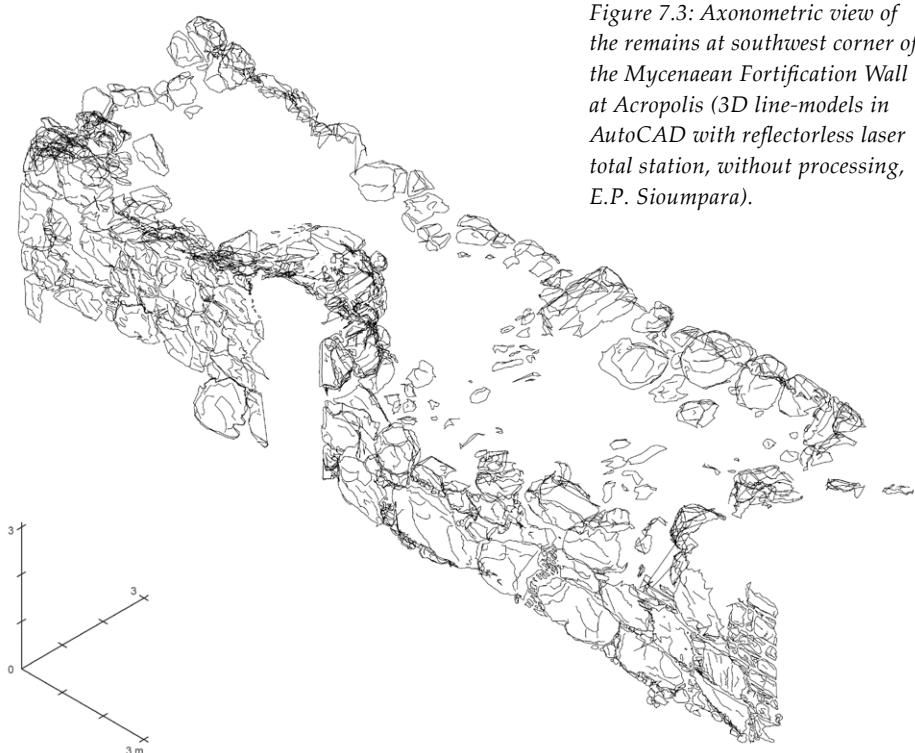 Figure 7.3: Axonometric view of
the remains at southwest corner of
the Mycenaean Fortification Wall
at Acropolis (3D line-models in
AutoCAD with reflectorless laser
total station, without processing,
E.P. Sioumpara).
3
3
0
3 m